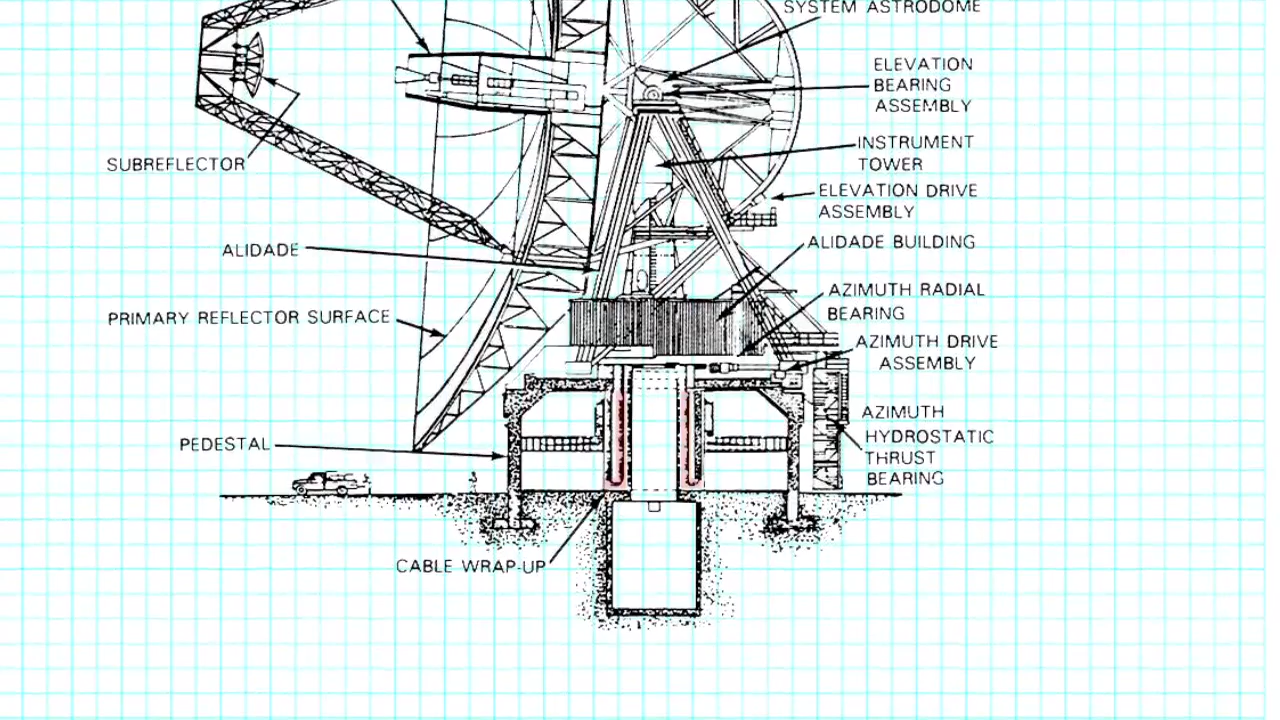 SYSTEM ASTRODOME
ELEVATION
BEARING
ASSEMBLY
INSTRUMENT
TOWER
SUBREFLECTOR
ELEVATION DRIVE
ASSEMBLY
ALIDADE BUILDING
ALIDADE
AZIMUTH RADIAL
BEARING
PRIMARY REFLECTOR SURFACE
AZIMUTH DRIVE
ASSEMBLY
AZIMUTH
HYDROSTATIC
THRUST
BEARING
PEDESTAL
CABLE WRAP-UP